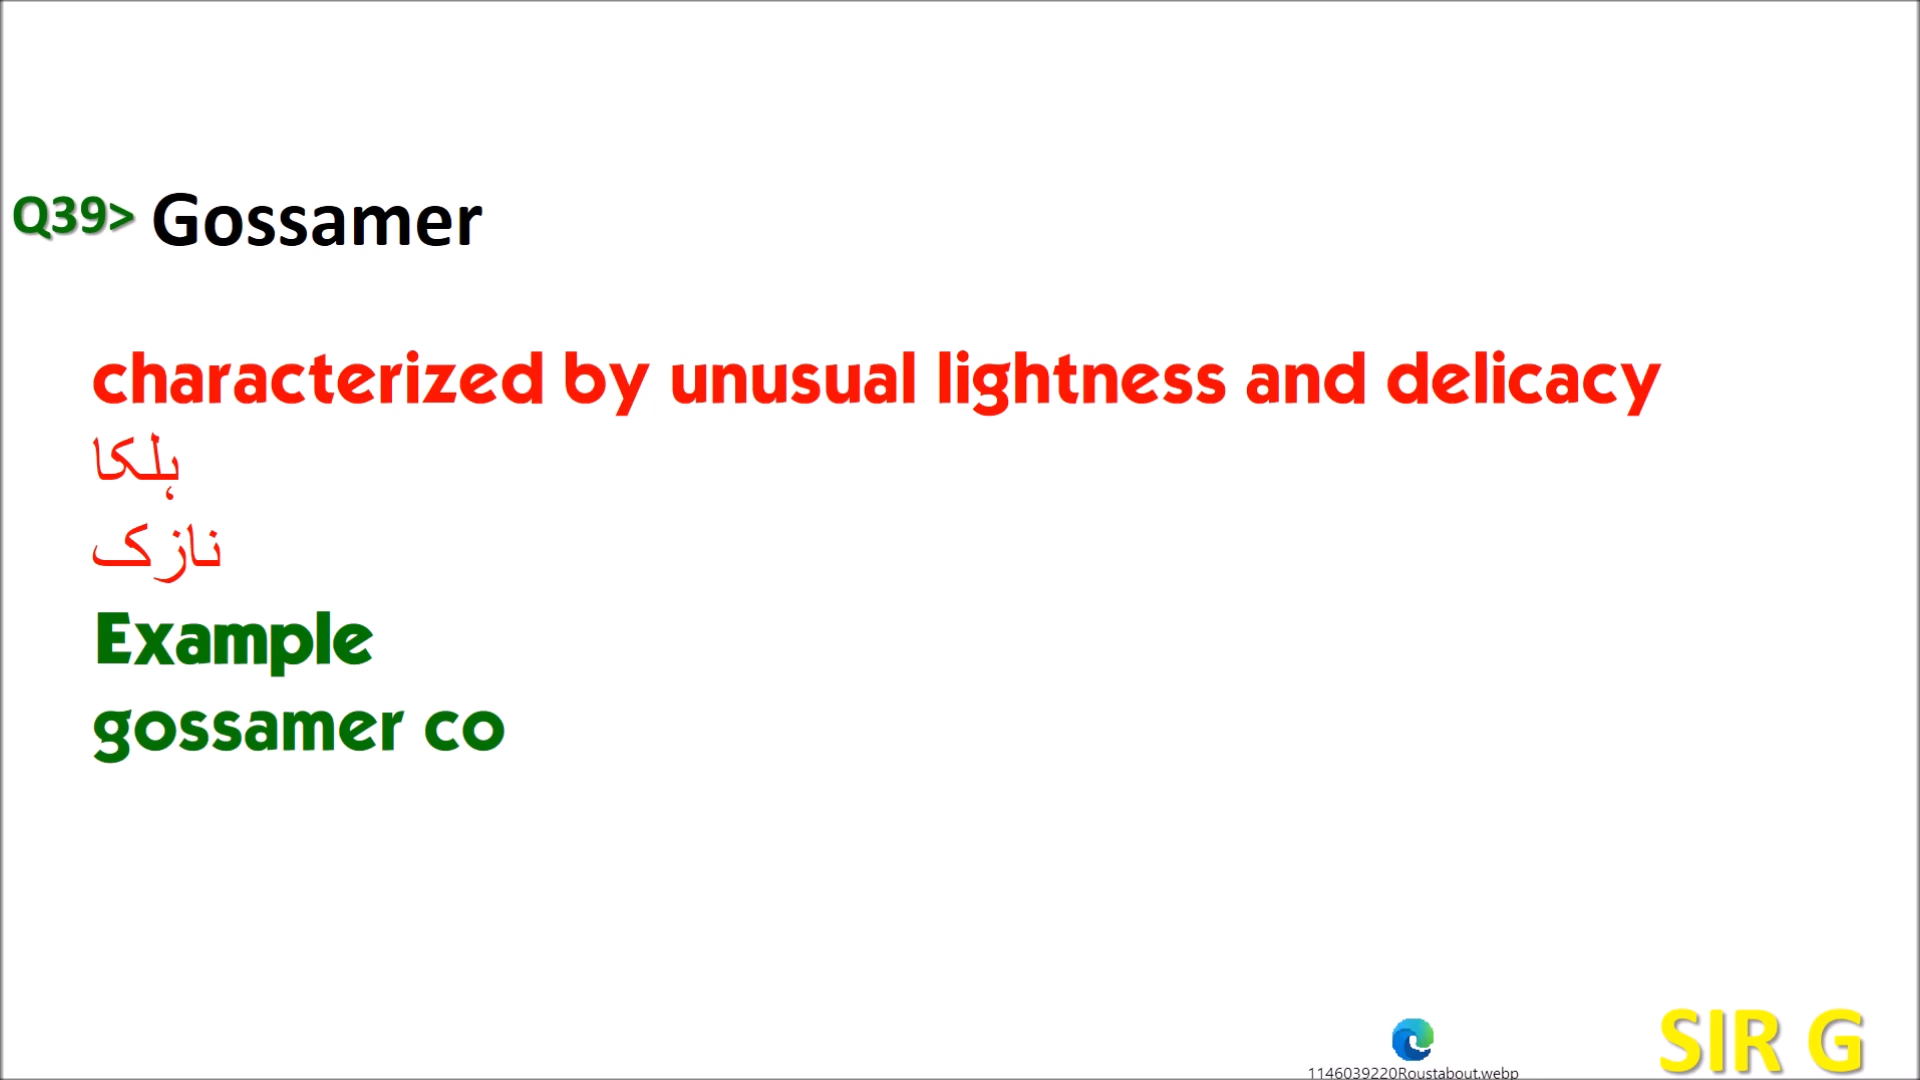 Q39> Gossamer
characterized by unusual lightness and delicacy
ہلکا
نازک
Example
gossamer co
1146039220Roustabout.webp
SIR G